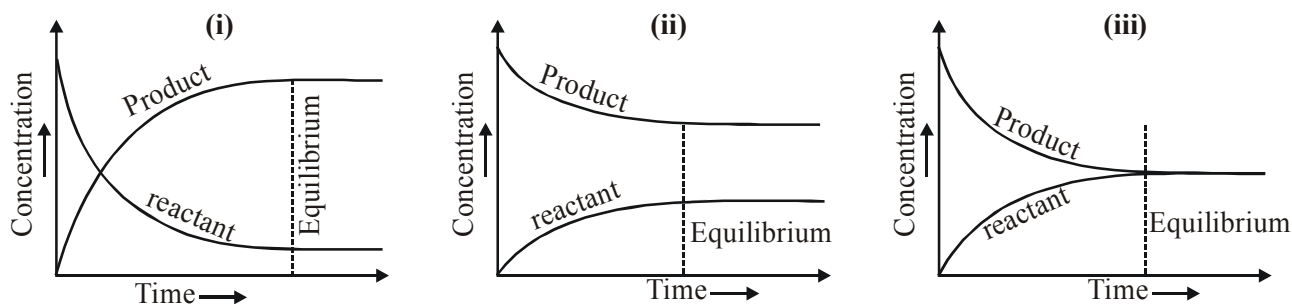 (i)
Concentration
Product
reactant
Equilibrium
Time
(ii)
Concentration
Product
reactant
Equilibrium
Time
(iii)
Concentration
Product
reactant
Equilibrium
Time